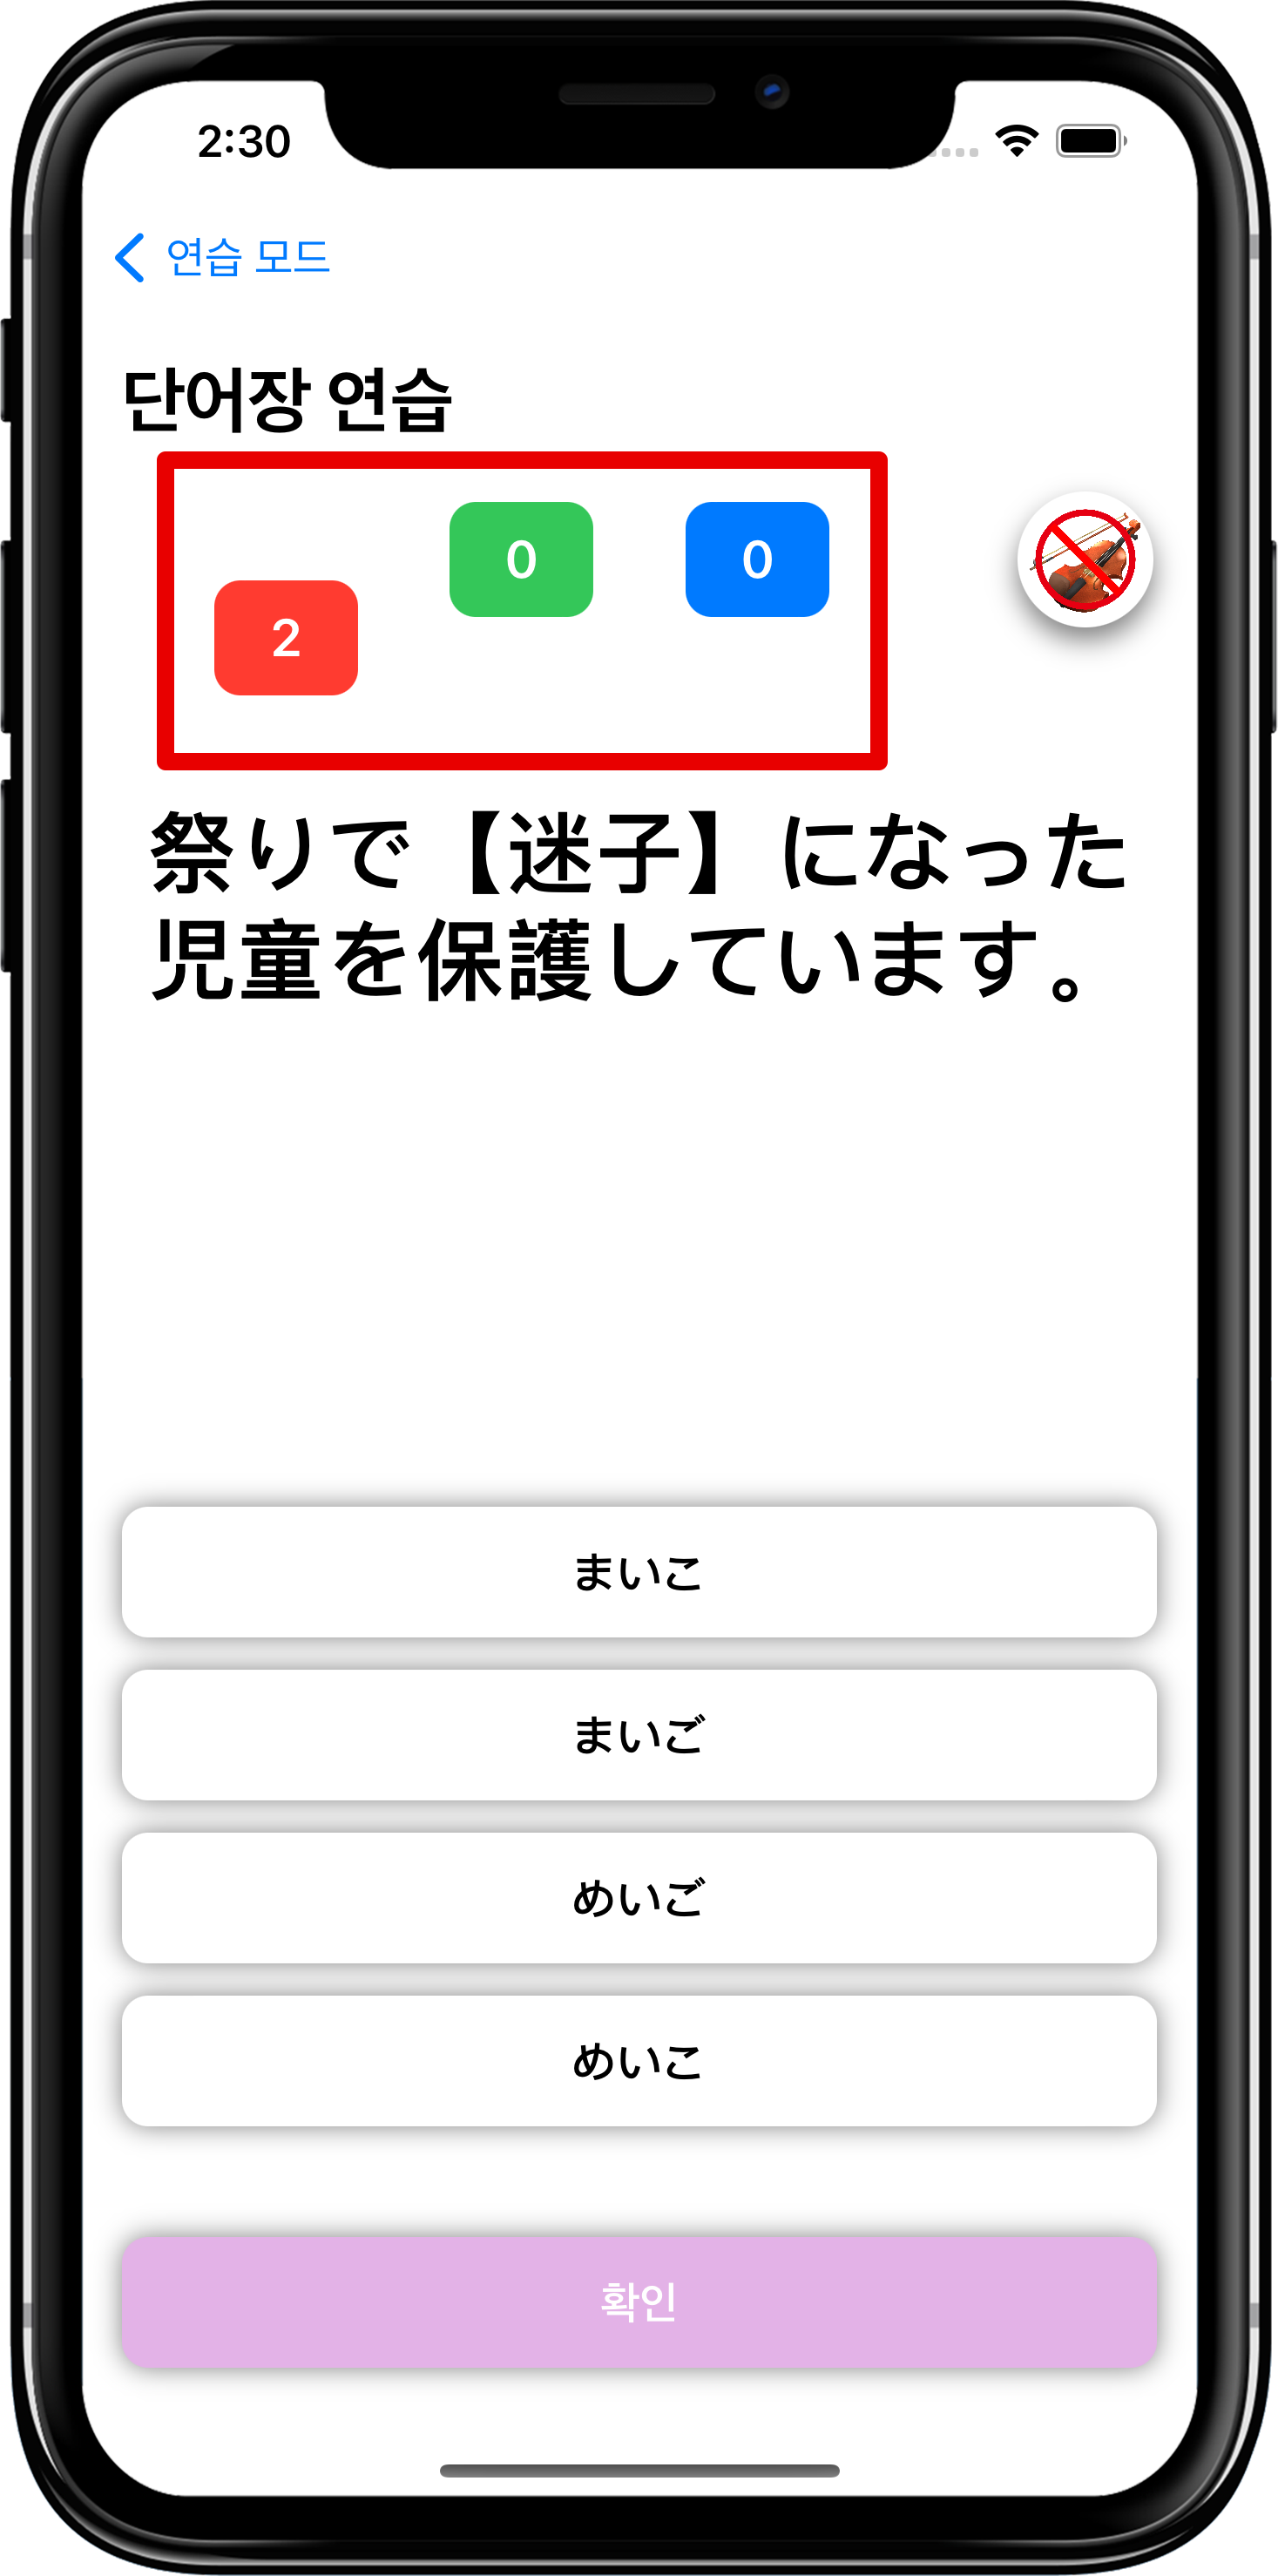 2:30
연습 모드
단어장 연습
2
0
0
祭りで【迷子】になった
児童を保護しています。
まいこ
まいご
めいご
めいこ
확인